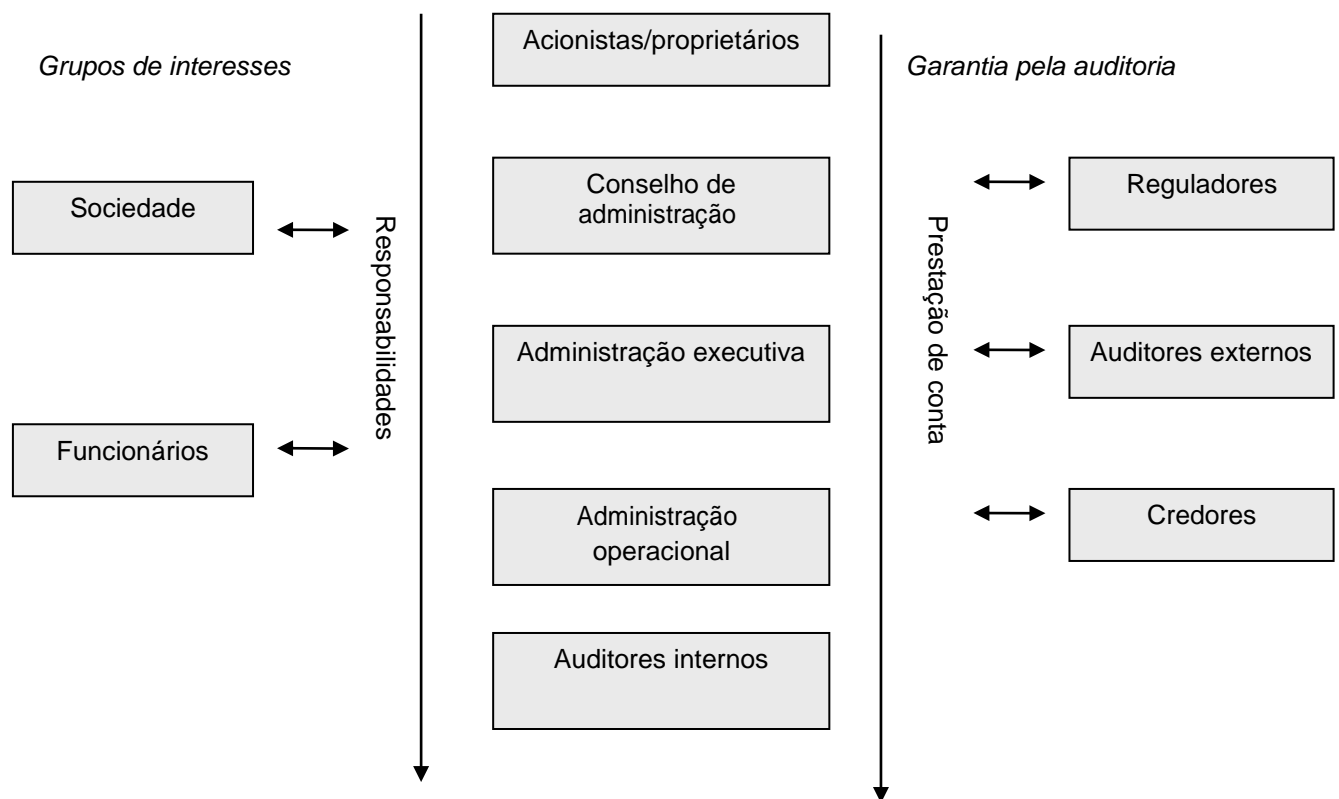 Grupos de interesses
Acionistas/proprietários
Garantia pela auditoria
Sociedade
Funcionários
Responsabilidades
Conselho de
administração
Administração executiva
Administração
operacional
Auditores internos
Prestação de conta
Reguladores
Auditores externos
Credores